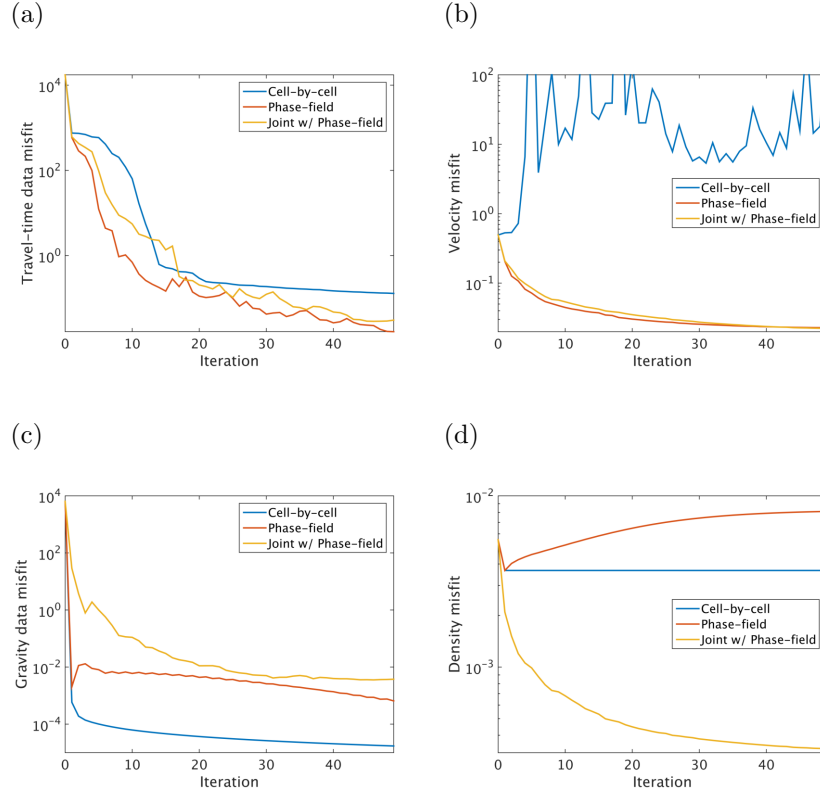 (a)
10^4
10^2
10^0
Travel-time data misfit
0
10
20
30
40
Iteration
Cell-by-cell
Phase-field
Joint w/ Phase-field
(b)
10^2
10^1
10^0
10^-1
Velocity misfit
0
10
20
30
40
Iteration
Cell-by-cell
Phase-field
Joint w/ Phase-field
(c)
10^4
10^2
10^0
10^-2
10^-4
Gravity data misfit
0
10
20
30
40
Iteration
Cell-by-cell
Phase-field
Joint w/ Phase-field
(d)
10^-2
10^-3
Density misfit
0
10
20
30
40
Iteration
Cell-by-cell
Phase-field
Joint w/ Phase-field